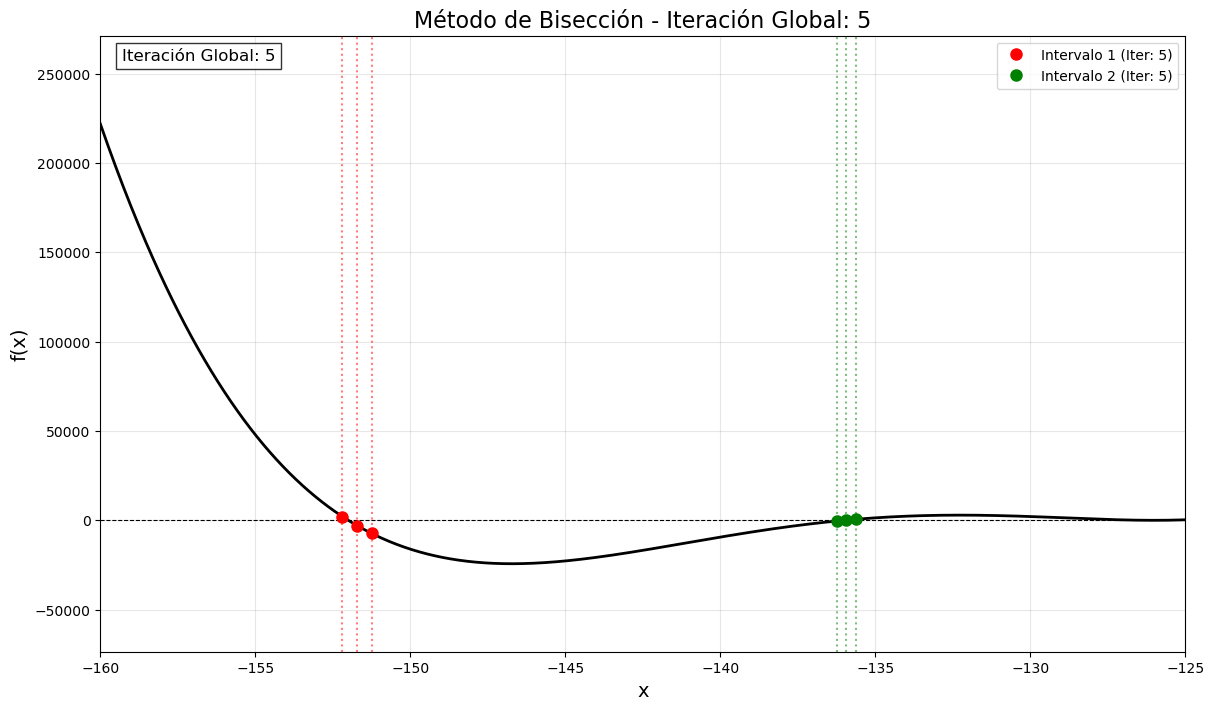 Método de Bisección - Iteración Global: 5
Iteración Global: 5
Intervalo 1 (Iter: 5)
Intervalo 2 (Iter: 5)
250000
200000
150000
100000
50000
0
−50000
f(x)
−160 −155 −150 −145 −140 −135 −130 −125
x